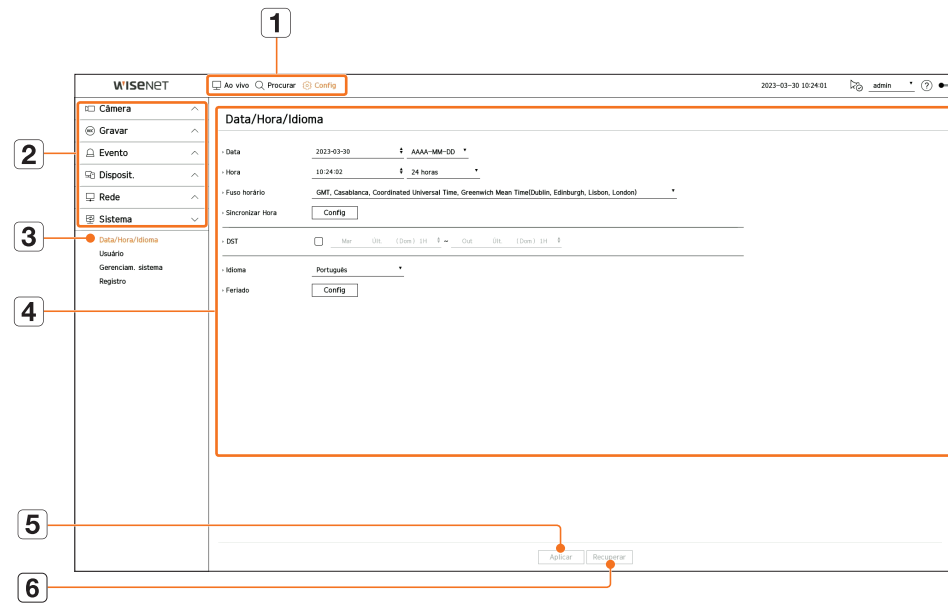 1
WISENET Ao vivo Procurar Config 2023-03-30 10:24:01 admin ?
Câmera
Gravar
2 Evento
Disposit.
Rede
Sistema
3 Data/Hora/Idioma
Usuário
Gerenciam. sistema
Registro
4
Data/Hora/Idioma
Data 2023-03-30 AAAA-MM-DD
Hora 10:24:02 24 horas
Fuso horário GMT, Casablanca, Coordinated Universal Time, Greenwich Mean Time(Dublin, Edinburgh, Lisbon, London)
Sincronizar Hora Config
DST Mar Últ (Dom) 1H ~ Out Últ (Dom) 1H
Idioma Português
Feriado Config
5
Aplicar Recuperar
6